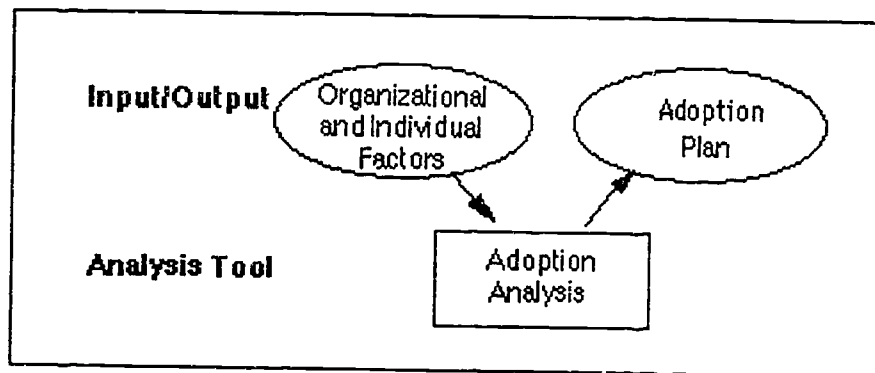 Input/Output
Organizational
and Individual
Factors
Adoption
Plan
Analysis Tool
Adoption
Analysis